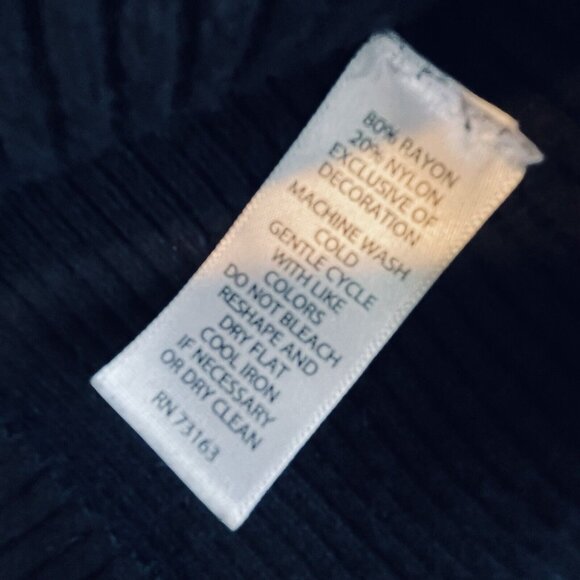 80% RAYON
20% NYLON
EXCLUSIVE OF
DECORATION
MACHINE WASH
COLD
GENTLE CYCLE
WITH LIKE
COLORS
DO NOT BLEACH
RESHAPE AND
DRY FLAT
COOL IRON
IF NECESSARY
OR DRY CLEAN
RN 73163